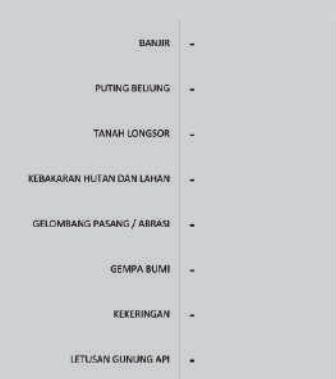 BANJIR -
PUTING BELIUNG -
TANAH LONGSOR -
KEBAKARAN HUTAN DAN LAHAN -
GELOMBANG PASANG / ABRASI -
GEMPA BUMI -
KEKERINGAN -
LETUSAN GUNUNG API -